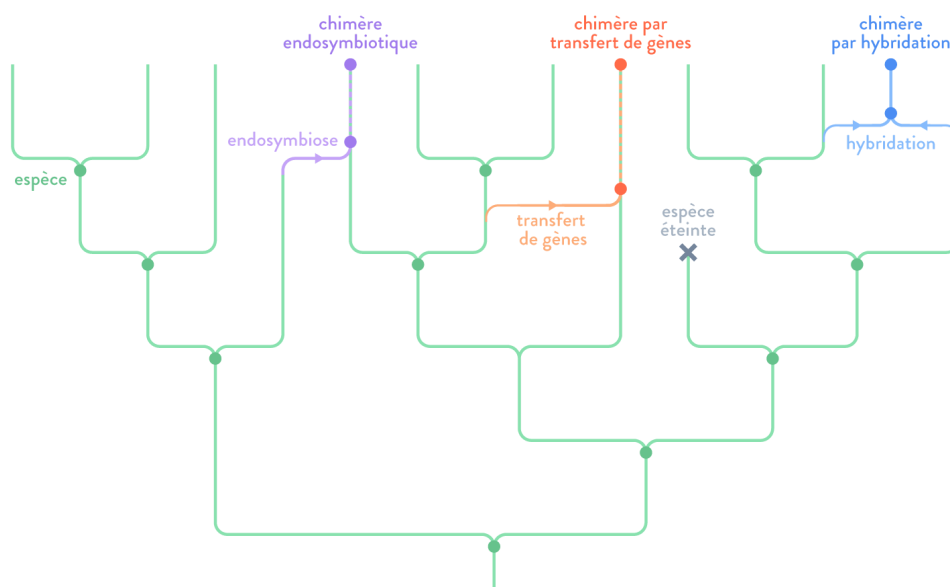 chimère
endosymbiotique
chimère par
transfert de gènes
chimère
par hybridation
endosymbiose
hybridation
espèce
transfert
de gènes
espèce
éteinte